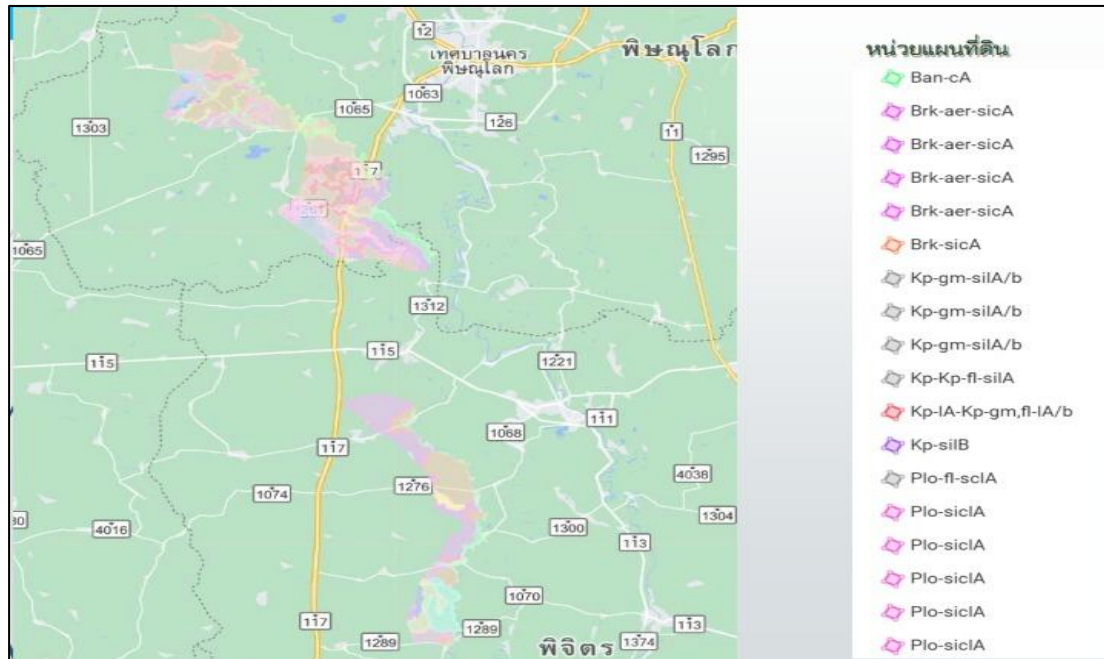 12
เทศบาลนคร
พิษณุโลก
พิษณุโลก
1063
1065
126
11
1303
1295
117
1065
1312
115
115
1221
111
1068
117
4038
1276
1074
1304
4016
1300
113
1070
117
1289
113
1289
1374
พิจิตร
หน่วยแผนที่ดิน
Ban-cA
Brk-aer-sicA
Brk-aer-sicA
Brk-aer-sicA
Brk-aer-sicA
Brk-sicA
Kp-gm-silA/b
Kp-gm-silA/b
Kp-gm-silA/b
Kp-Kp-fl-silA
Kp-lA-Kp-gm,fl-lA/b
Kp-silB
Plo-fl-sclA
Plo-siclA
Plo-siclA
Plo-siclA
Plo-siclA
Plo-siclA